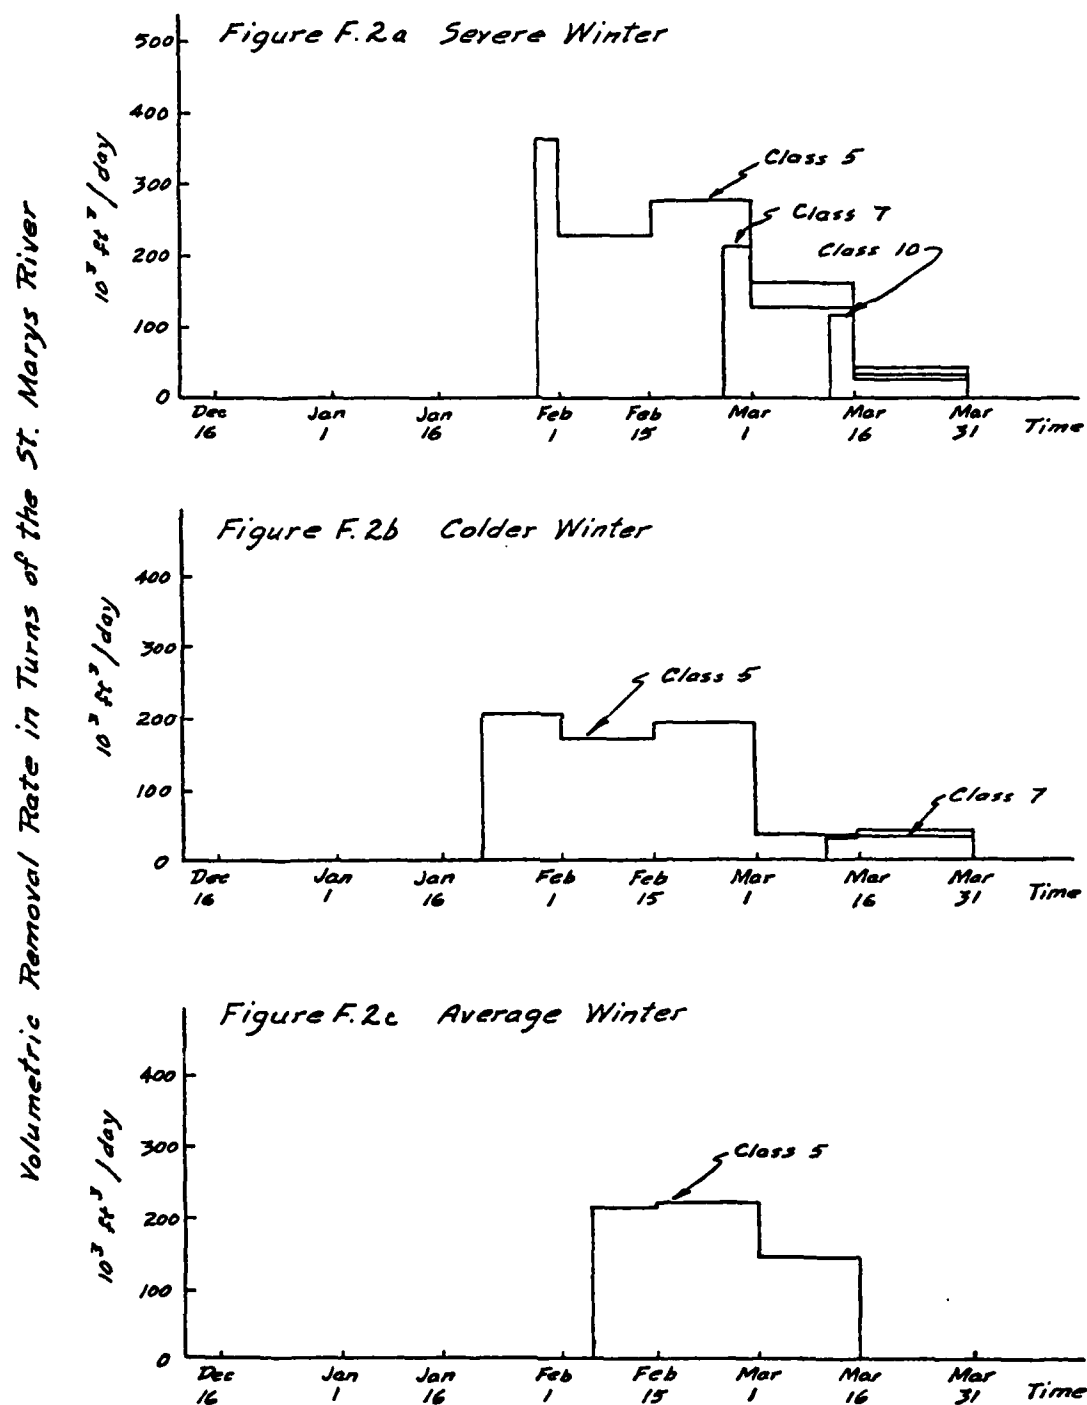 Volumetric Removal Rate in Turns of the St. Marys River
Figure F.2a Severe Winter
10³ ft³/day
500
400
300
200
100
0
Class 5
Class 7
Class 10
Dec 16
Jan 1
Jan 16
Feb 1
Feb 15
Mar 1
Mar 16
Mar 31
Time
Figure F.2b Colder Winter
10³ ft³/day
400
300
200
100
0
Class 5
Class 7
Dec 16
Jan 1
Jan 16
Feb 1
Feb 15
Mar 1
Mar 16
Mar 31
Time
Figure F.2c Average Winter
10³ ft³/day
400
300
200
100
0
Class 5
Dec 16
Jan 1
Jan 16
Feb 1
Feb 15
Mar 1
Mar 16
Mar 31
Time